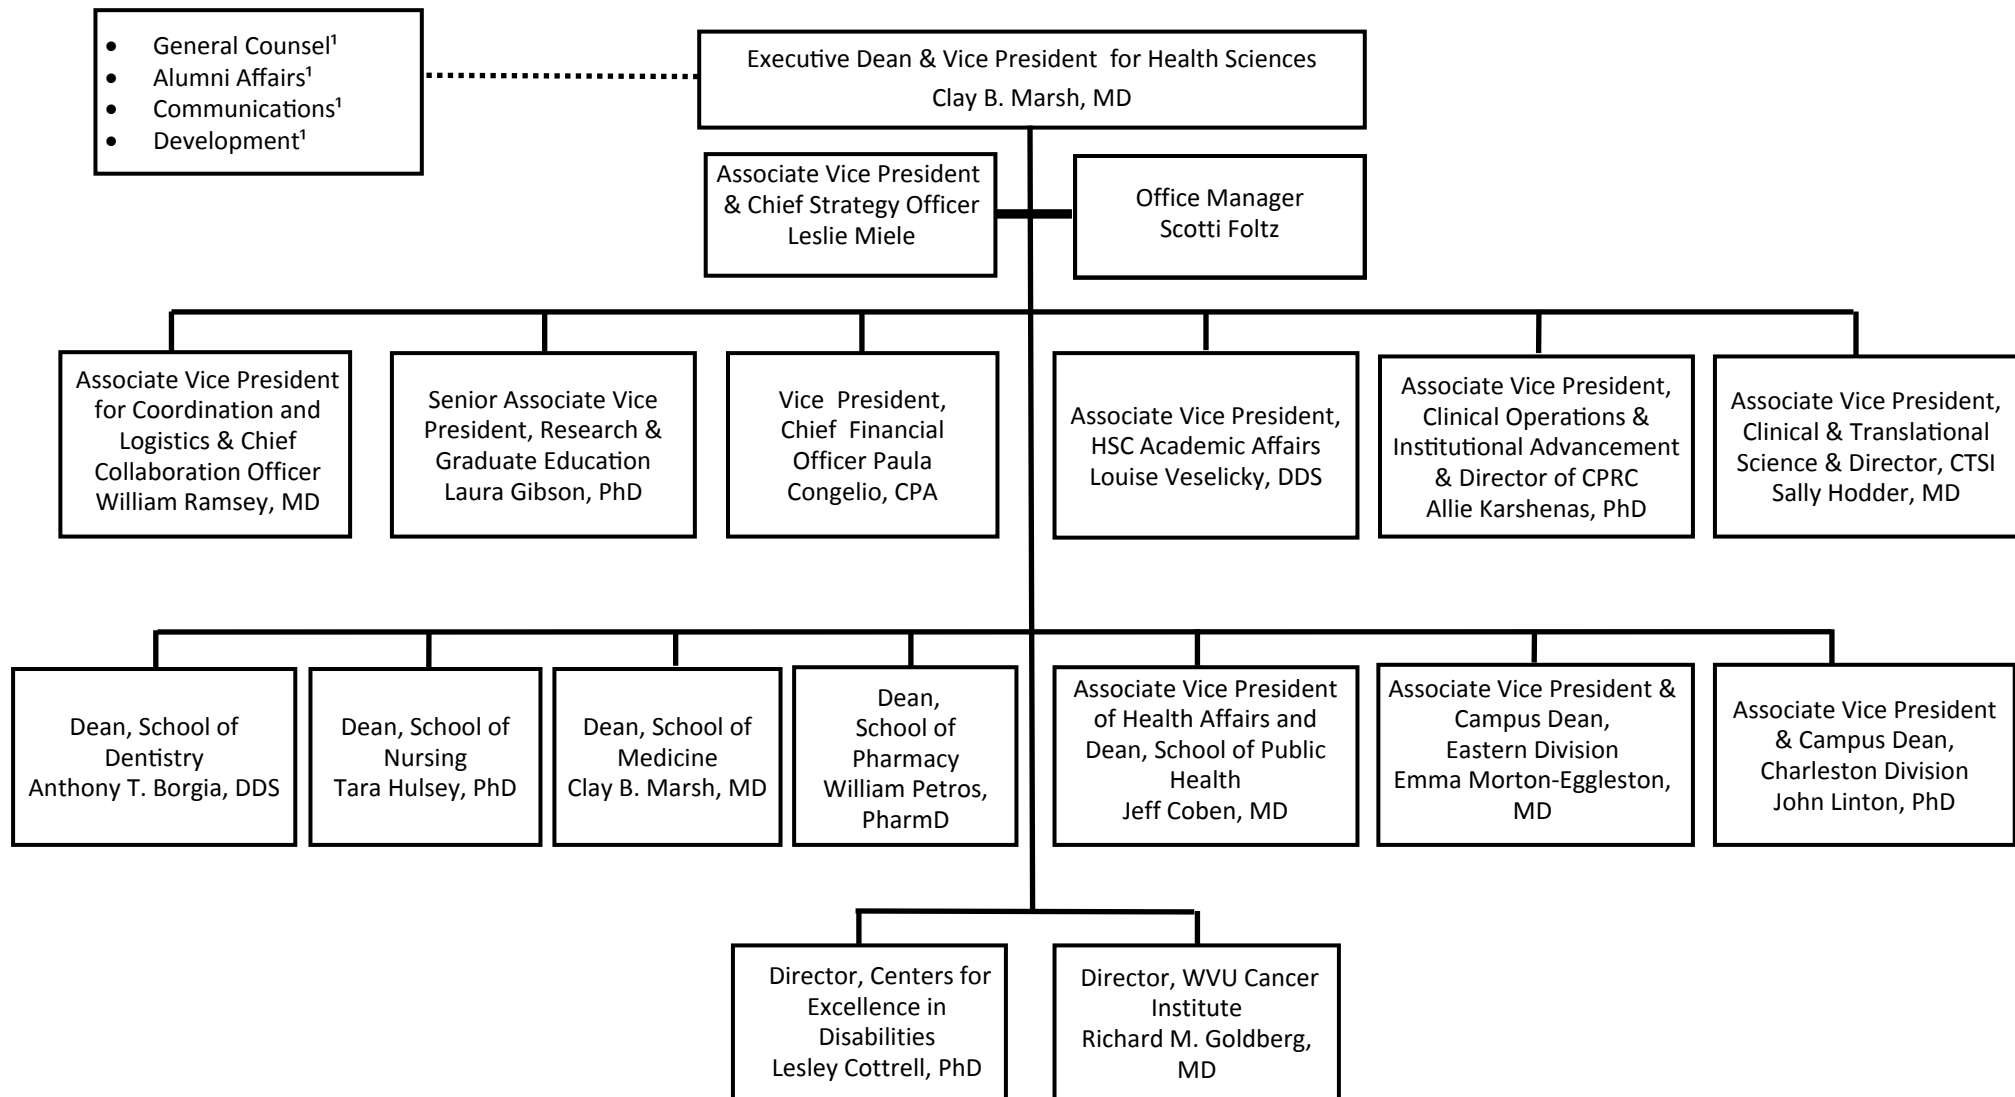 • General Counsel¹
• Alumni Affairs¹
• Communications¹
• Development¹
Executive Dean & Vice President for Health Sciences
Clay B. Marsh, MD
Associate Vice President
& Chief Strategy Officer
Leslie Miele
Office Manager
Scotti Foltz
Associate Vice President
for Coordination and
Logistics & Chief
Collaboration Officer
William Ramsey, MD
Senior Associate Vice
President, Research &
Graduate Education
Laura Gibson, PhD
Vice President,
Chief Financial
Officer Paula
Congelio, CPA
Associate Vice President,
HSC Academic Affairs
Louise Veselicky, DDS
Associate Vice President,
Clinical Operations &
Institutional Advancement
& Director of CPRC
Allie Karshenas, PhD
Associate Vice President,
Clinical & Translational
Science & Director, CTSI
Sally Hodder, MD
Dean, School of
Dentistry
Anthony T. Borgia, DDS
Dean, School of
Nursing
Tara Hulsey, PhD
Dean, School of
Medicine
Clay B. Marsh, MD
Dean,
School of
Pharmacy
William Petros,
PharmD
Associate Vice President
of Health Affairs and
Dean, School of Public
Health
Jeff Coben, MD
Associate Vice President &
Campus Dean,
Eastern Division
Emma Morton-Eggleston,
MD
Associate Vice President
& Campus Dean,
Charleston Division
John Linton, PhD
Director, Centers for
Excellence in
Disabilities
Lesley Cottrell, PhD
Director, WVU Cancer
Institute
Richard M. Goldberg,
MD